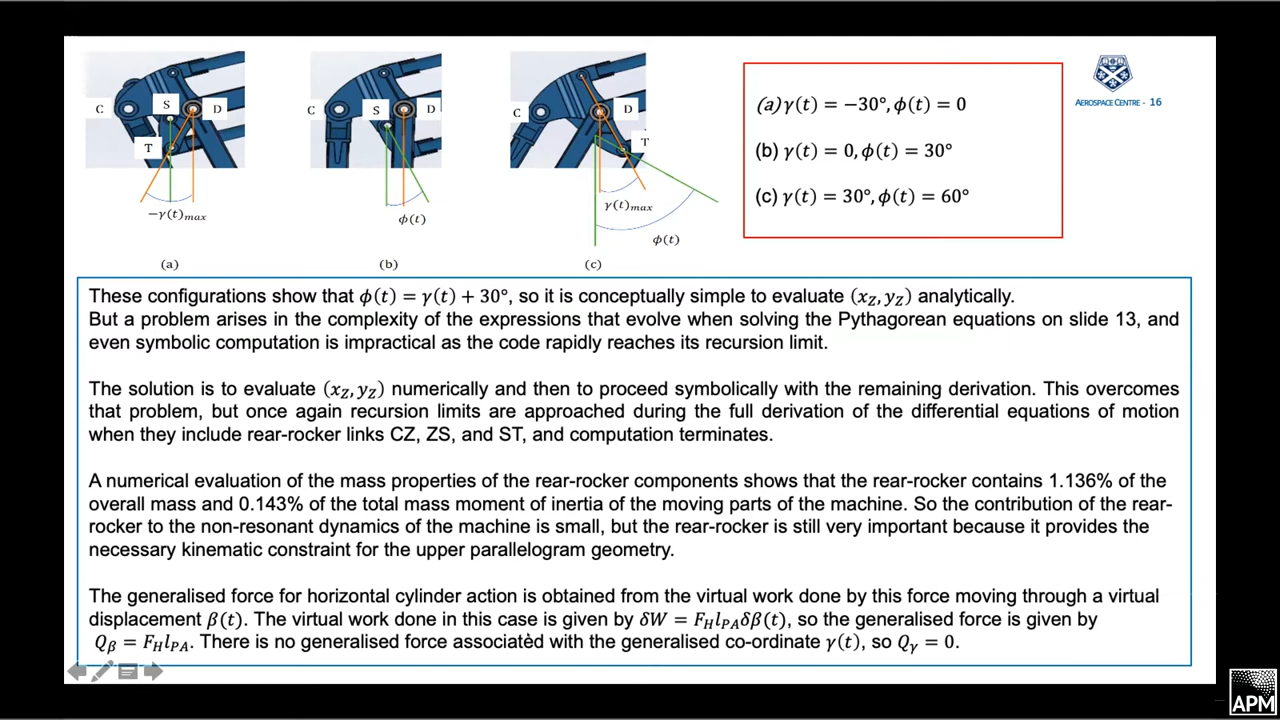 C
S
D
T
−γ(t)max
(a)
C
S
D
ϕ(t)
(b)
C
D
T
γ(t)max
ϕ(t)
(c)
(a)γ(t) = −30°, ϕ(t) = 0
(b) γ(t) = 0, ϕ(t) = 30°
(c) γ(t) = 30°, ϕ(t) = 60°
AEROSPACE CENTRE - 16
These configurations show that ϕ(t) = γ(t) + 30°, so it is conceptually simple to evaluate (xZ, yZ) analytically.
But a problem arises in the complexity of the expressions that evolve when solving the Pythagorean equations on slide 13, and
even symbolic computation is impractical as the code rapidly reaches its recursion limit.
The solution is to evaluate (xZ, yZ) numerically and then to proceed symbolically with the remaining derivation. This overcomes
that problem, but once again recursion limits are approached during the full derivation of the differential equations of motion
when they include rear-rocker links CZ, ZS, and ST, and computation terminates.
A numerical evaluation of the mass properties of the rear-rocker components shows that the rear-rocker contains 1.136% of the
overall mass and 0.143% of the total mass moment of inertia of the moving parts of the machine. So the contribution of the rear-
rocker to the non-resonant dynamics of the machine is small, but the rear-rocker is still very important because it provides the
necessary kinematic constraint for the upper parallelogram geometry.
The generalised force for horizontal cylinder action is obtained from the virtual work done by this force moving through a virtual
displacement β(t). The virtual work done in this case is given by δW = FHlPAδβ(t), so the generalised force is given by
Qβ = FHlPA. There is no generalised force associated with the generalised co-ordinate γ(t), so Qγ = 0.
APM